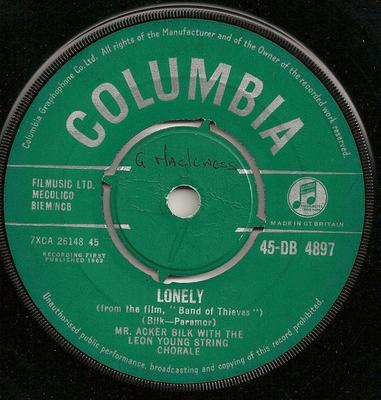 Columbia Graphophone Co. Ltd. All rights of the Manufacturer and of the Owner of the recorded work reserved
COLUMBIA
FILMUSIC LTD.
MECOLICO
BIEM/NCB
MADE IN GT BRITAIN
7XCA 26148 45
45-DB 4897
RECORDING FIRST
PUBLISHED 1962
LONELY
(from the film, "Band of Thieves")
(Bilk—Paramor)
MR. ACKER BILK WITH THE
LEON YOUNG STRING
CHORALE
Unauthorised public performance, broadcasting and copying of this record prohibited